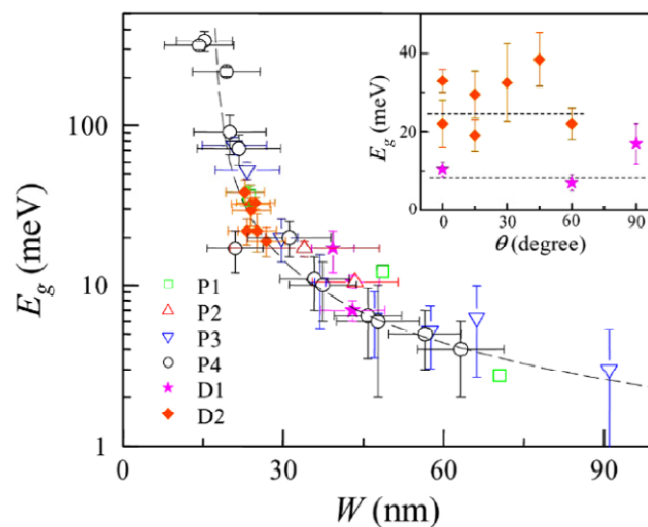 E_g (meV)
100
10
1
0
30
60
90
W (nm)
P1
P2
P3
P4
D1
D2
E_g (meV)
40
20
0
0
30
60
90
θ (degree)